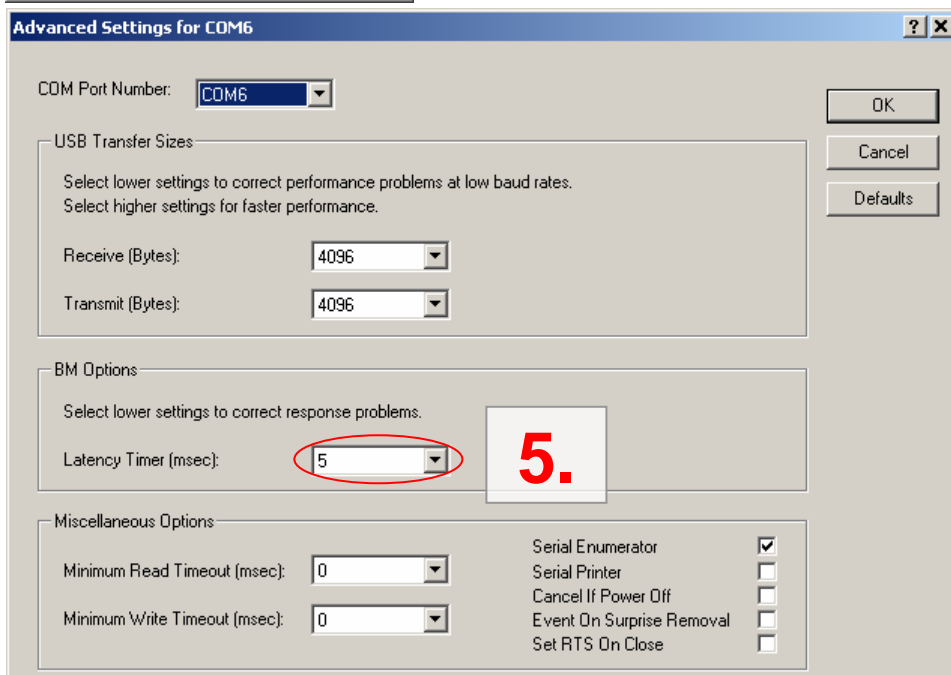 Advanced Settings for COM6
COM Port Number: COM6
OK
Cancel
Defaults
USB Transfer Sizes
Select lower settings to correct performance problems at low baud rates.
Select higher settings for faster performance.
Receive (Bytes): 4096
Transmit (Bytes): 4096
BM Options
Select lower settings to correct response problems.
Latency Timer (msec): 5
5.
Miscellaneous Options
Minimum Read Timeout (msec): 0
Minimum Write Timeout (msec): 0
Serial Enumerator
Serial Printer
Cancel If Power Off
Event On Surprise Removal
Set RTS On Close